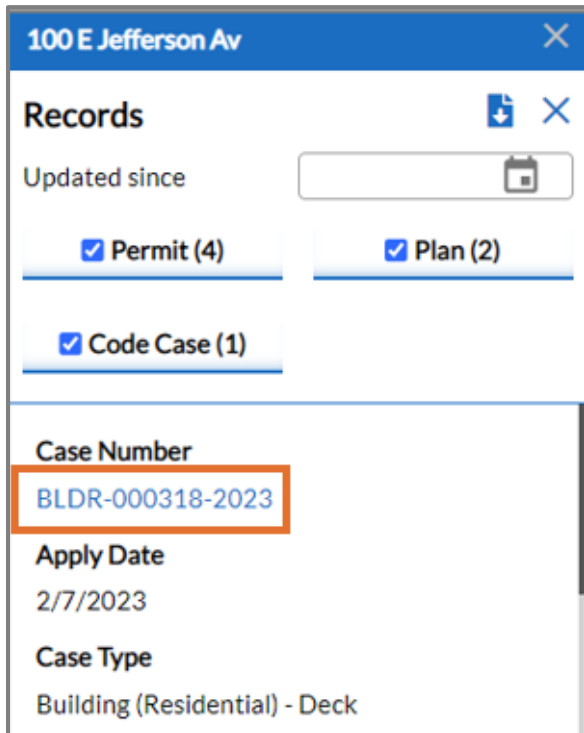 100 E Jefferson Av
Records
Updated since
Permit (4)
Plan (2)
Code Case (1)
Case Number
BLDR-000318-2023
Apply Date
2/7/2023
Case Type
Building (Residential) - Deck